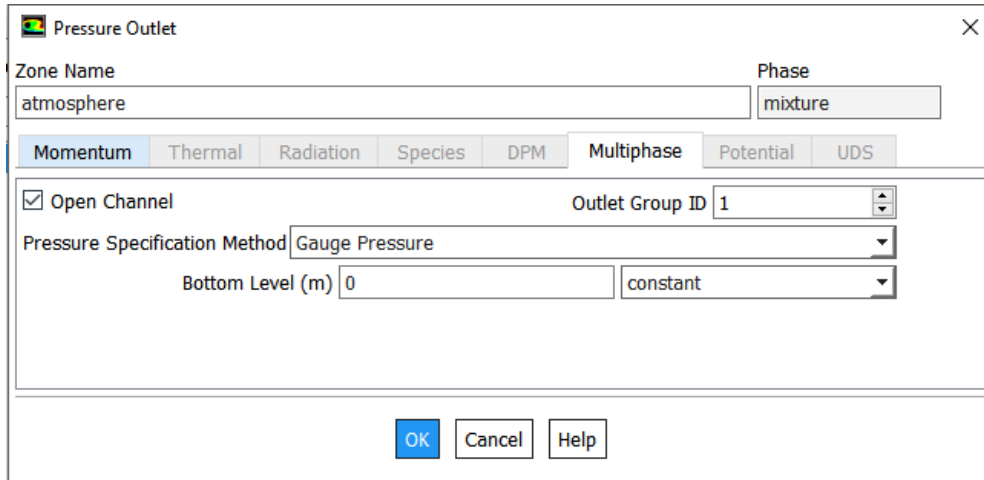 Pressure Outlet
Zone Name Phase
atmosphere mixture
Momentum Thermal Radiation Species DPM Multiphase Potential UDS
Open Channel Outlet Group ID 1
Pressure Specification Method Gauge Pressure
Bottom Level (m) 0 constant
OK Cancel Help